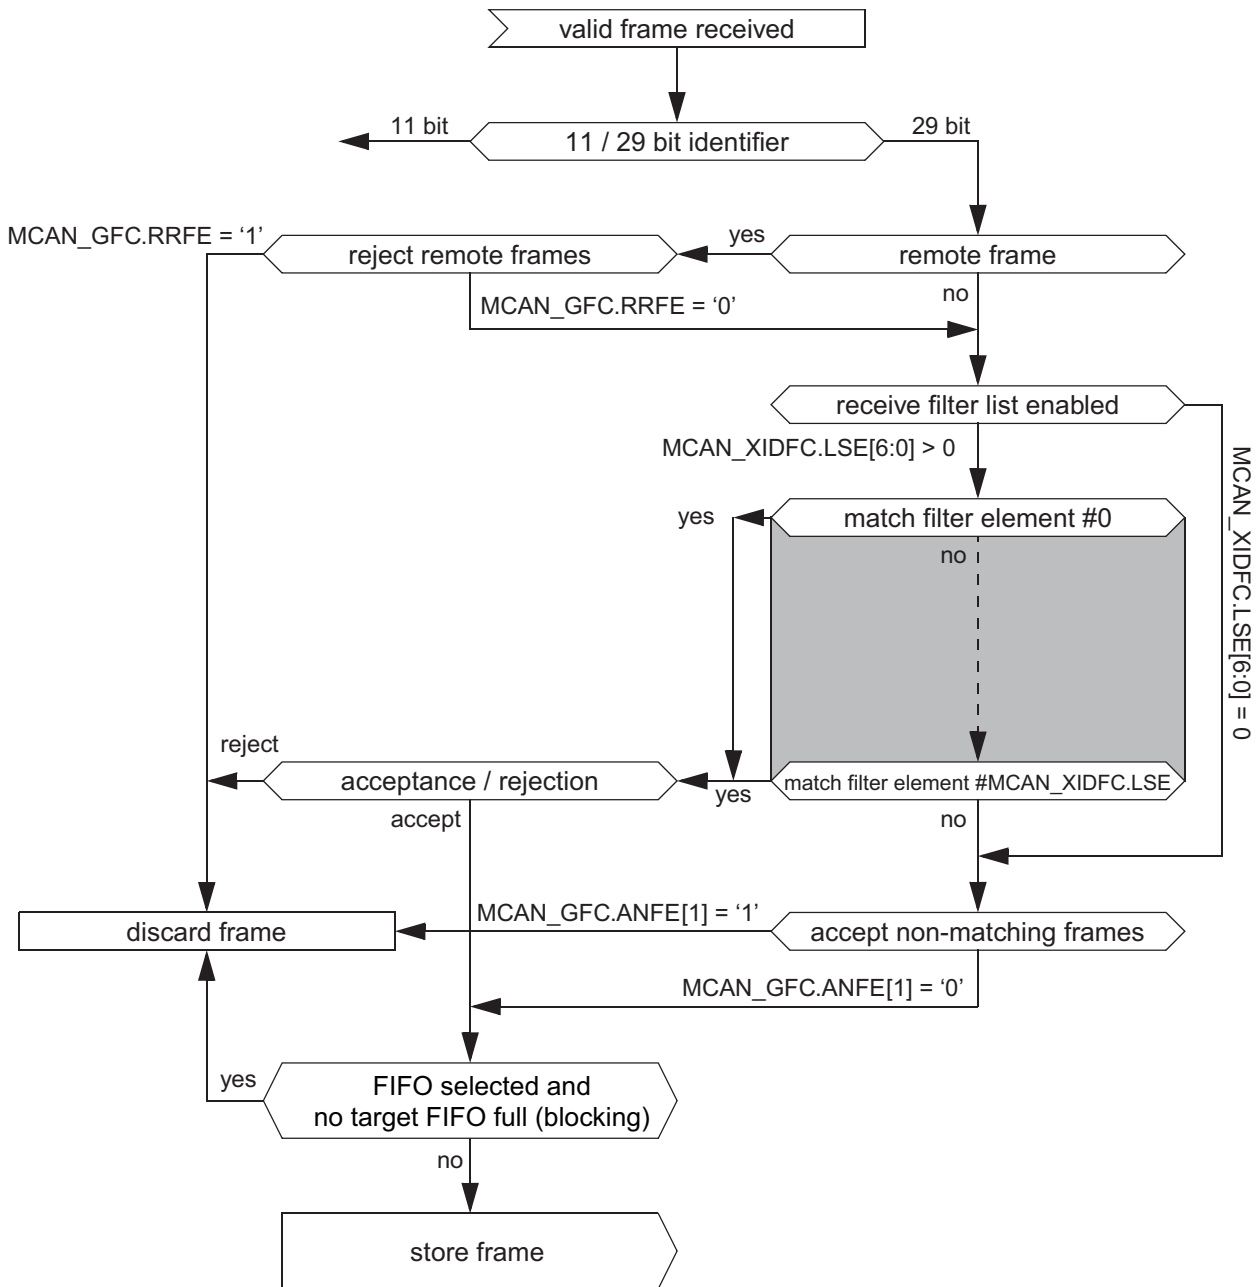 valid frame received
11 bit
11 / 29 bit identifier
29 bit
MCAN_GFC.RRFE = ‘1’
reject remote frames
yes
remote frame
MCAN_GFC.RRFE = ‘0’
no
receive filter list enabled
MCAN_XIDFC.LSE[6:0] > 0
MCAN_XIDFC.LSE[6:0] = 0
yes
match filter element #0
no
reject
acceptance / rejection
yes
match filter element #MCAN_XIDFC.LSE
accept
no
discard frame
MCAN_GFC.ANFE[1] = ‘1’
accept non-matching frames
MCAN_GFC.ANFE[1] = ‘0’
yes
FIFO selected and
no target FIFO full (blocking)
no
store frame